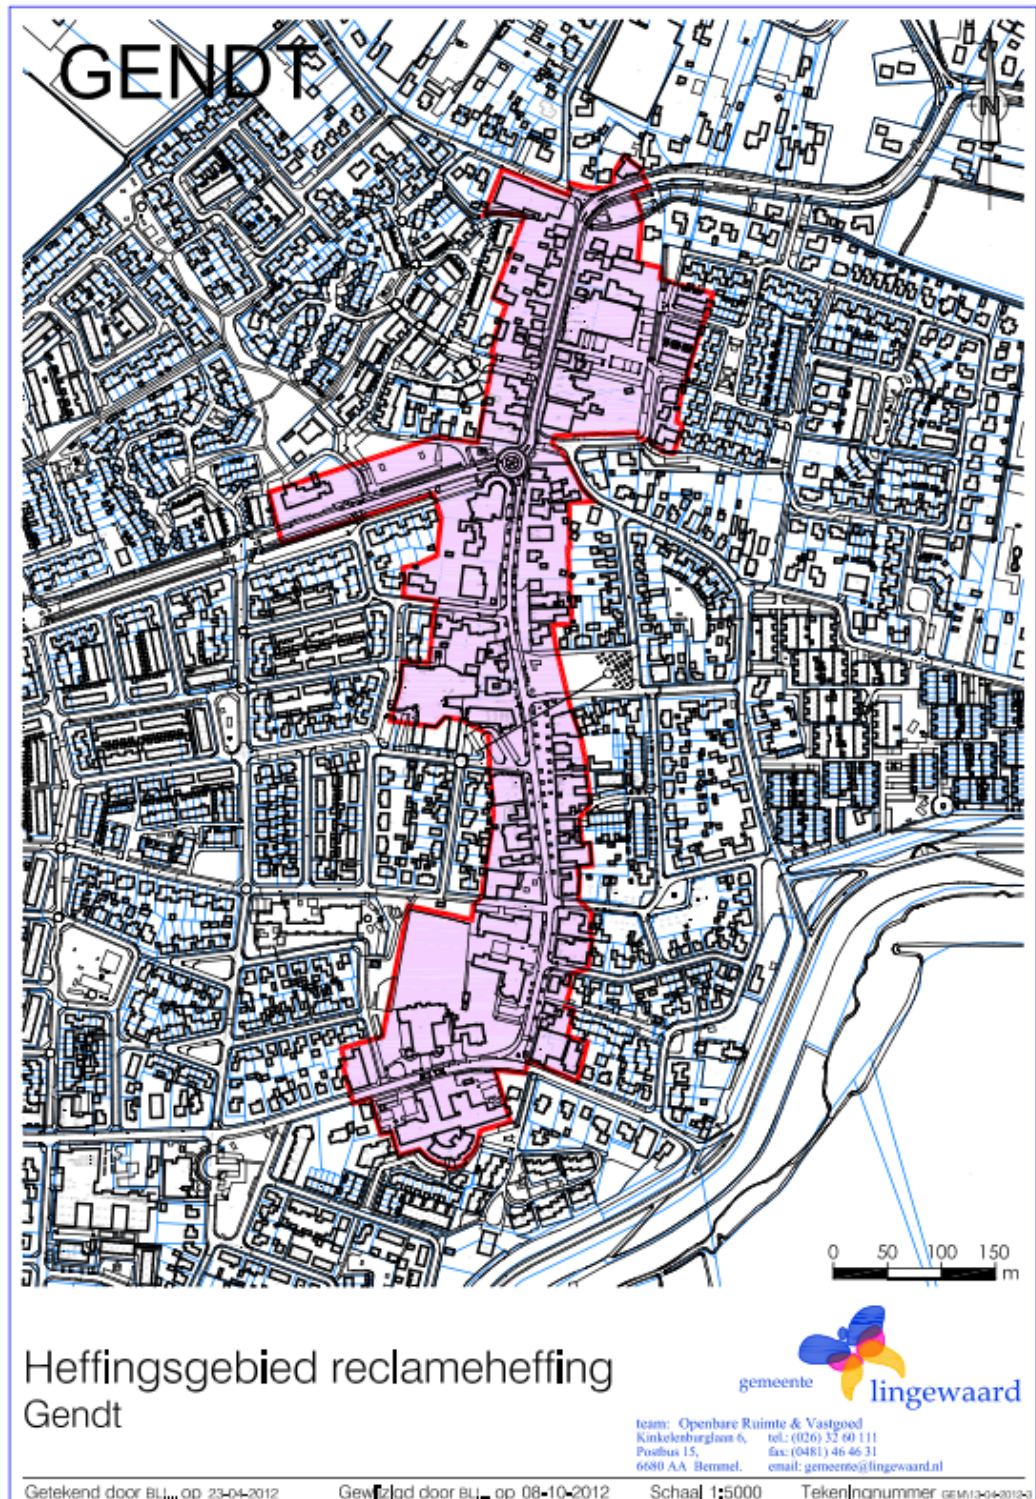 GENDT
N
0 50 100 150
m
Heffingsgebied reclameheffing
Gendt
gemeente lingewaard
team: Openbare Ruimte & Vastgoed
Kinkelenburglaan 6, tel.: (026) 32 60 111
Postbus 15, fax: (0481) 46 46 31
6680 AA Bemmel. email: gemeente@lingewaard.nl
Getekend door BLJ... op 23-04-2012 Gewijzigd door BLJ... op 08-10-2012 Schaal 1:5000 Tekeningnummer